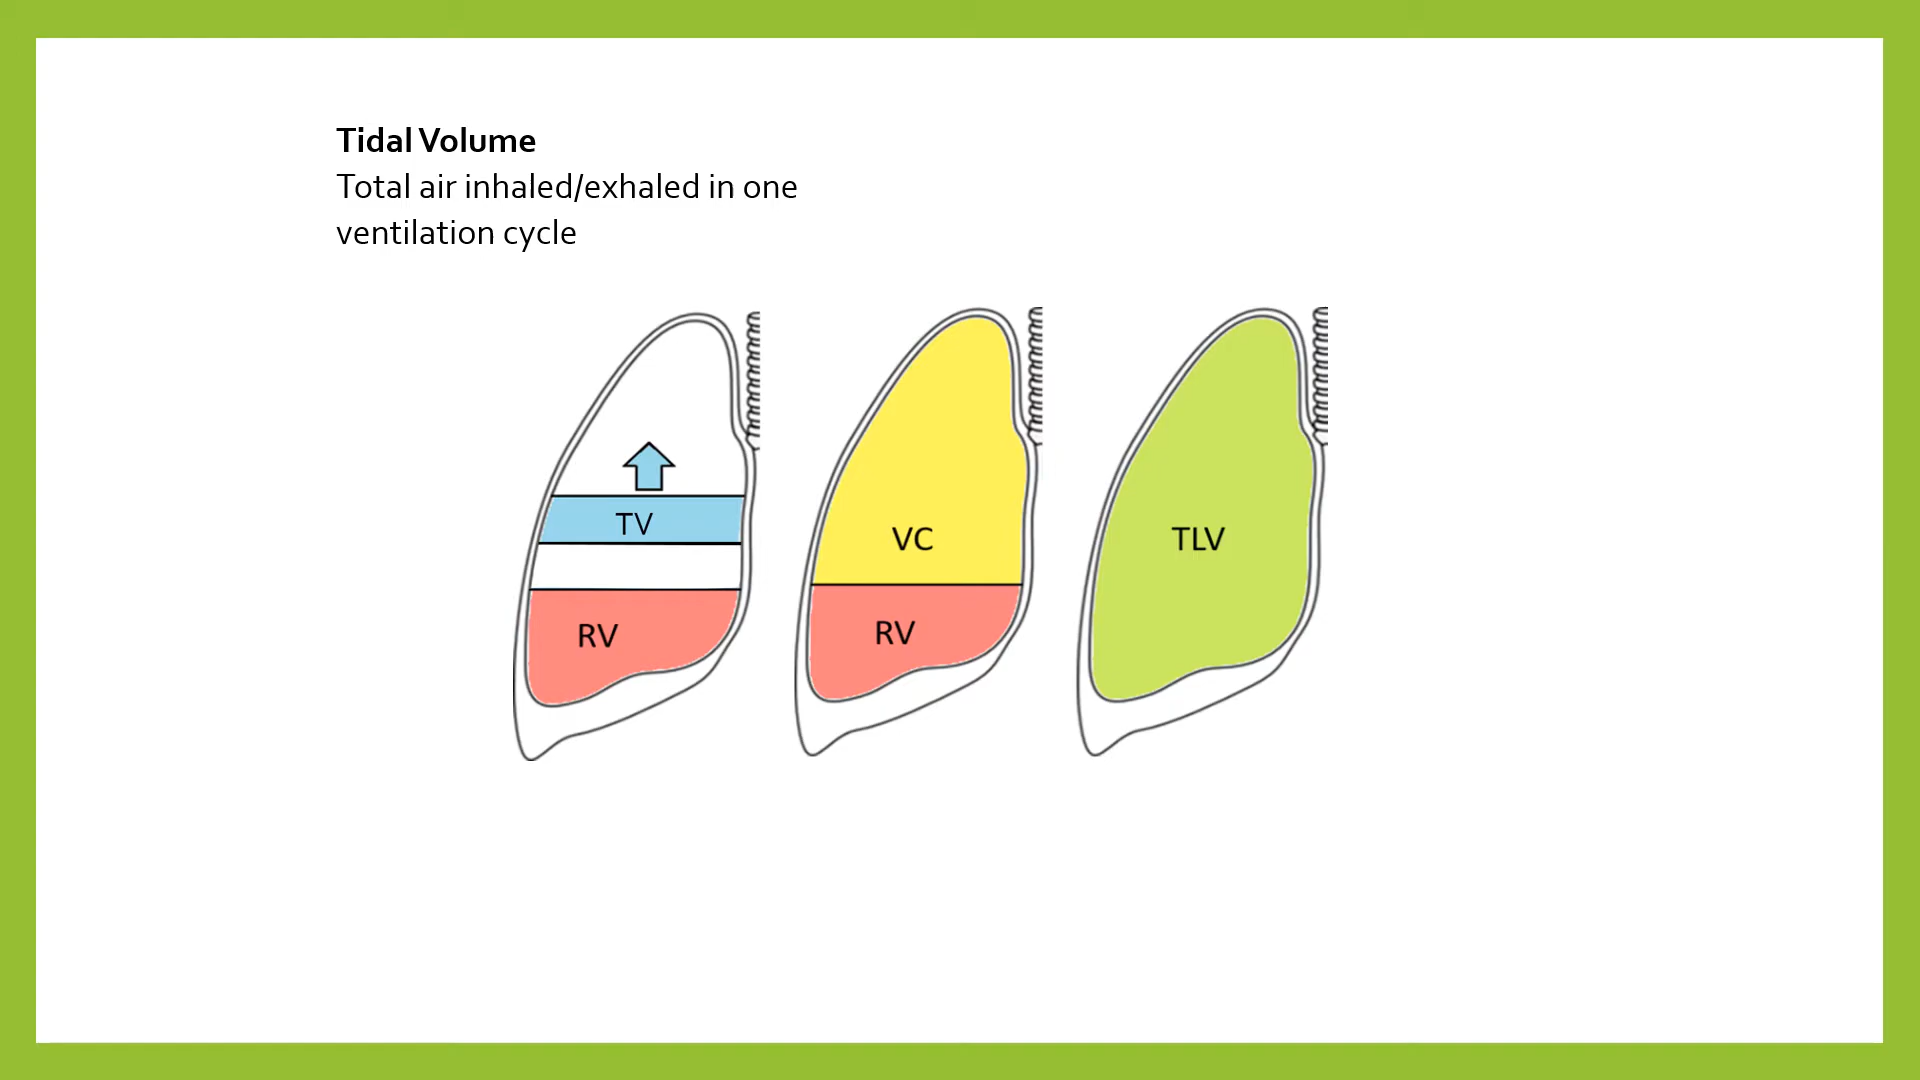 Tidal Volume
Total air inhaled/exhaled in one
ventilation cycle
TV
RV
VC
RV
TLV